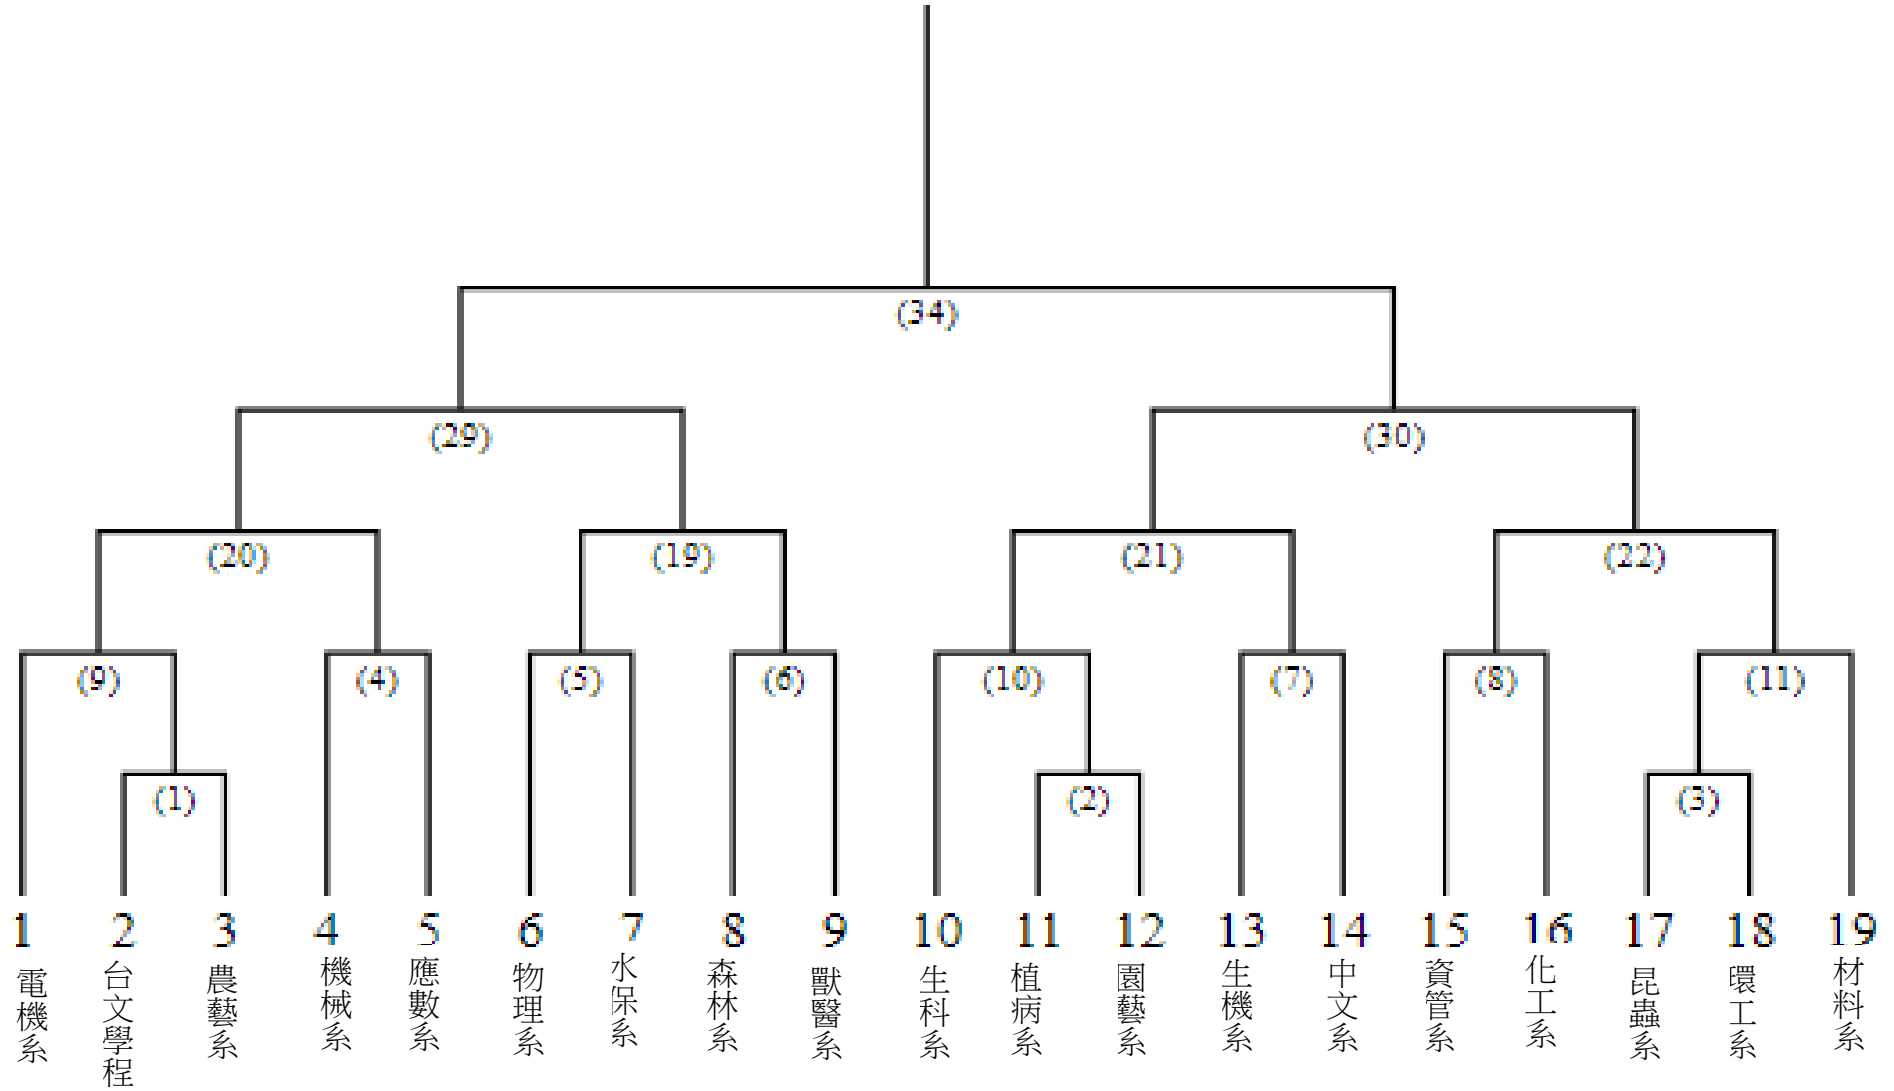 (34)
(29) (30)
(20) (19) (21) (22)
(9) (4) (5) (6) (10) (7) (8) (11)
(1) (2) (3)
1 2 3 4 5 6 7 8 9 10 11 12 13 14 15 16 17 18 19
電機系
台文學程
農藝系
機械系
應數系
物理系
水保系
森林系
獸醫系
生科系
植病系
園藝系
生機系
中文系
資管系
化工系
昆蟲系
環工系
材料系